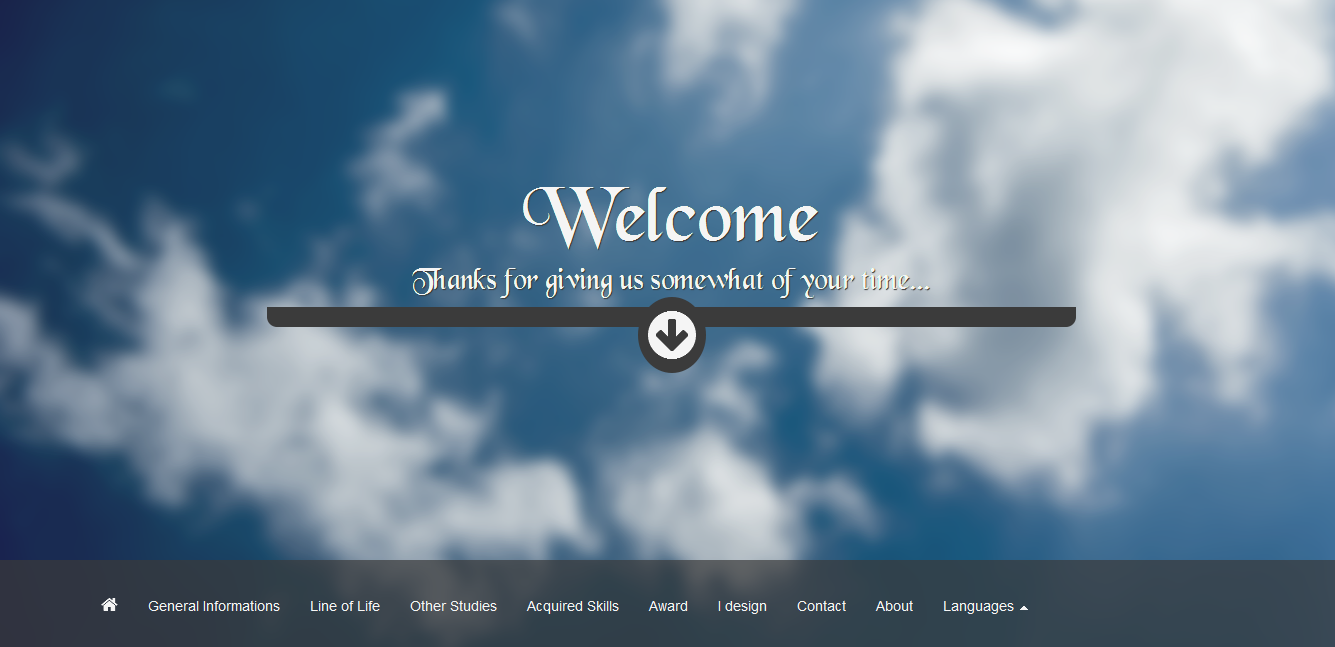 Welcome
Thanks for giving us somewhat of your time...
General Informations Line of Life Other Studies Acquired Skills Award I design Contact About Languages